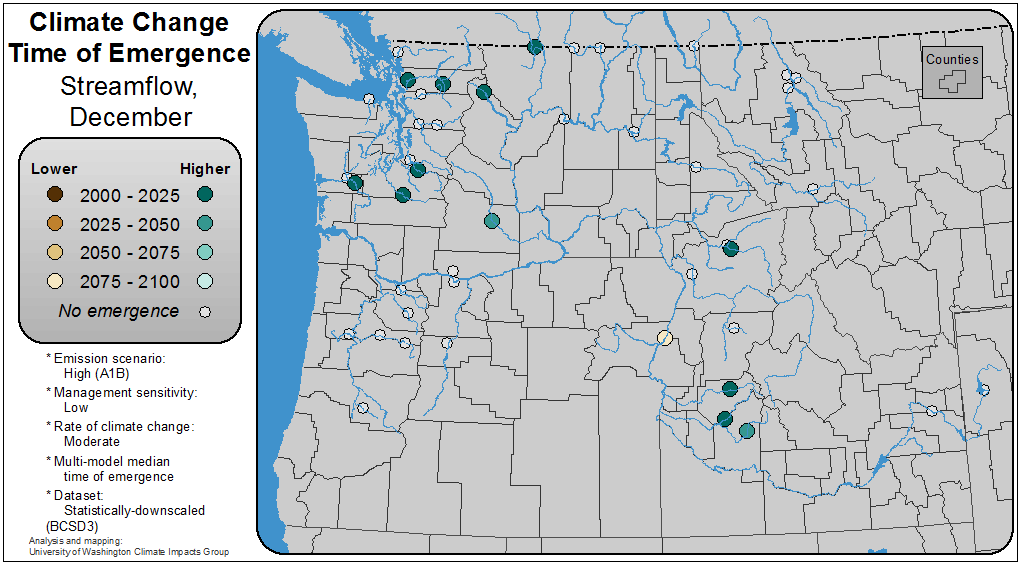 Climate Change
Time of Emergence
Streamflow,
December
Lower Higher
2000 - 2025
2025 - 2050
2050 - 2075
2075 - 2100
No emergence
* Emission scenario:
High (A1B)
* Management sensitivity:
Low
* Rate of climate change:
Moderate
* Multi-model median
time of emergence
* Dataset:
Statistically-downscaled
(BCSD3)
Analysis and mapping:
University of Washington Climate Impacts Group
Counties